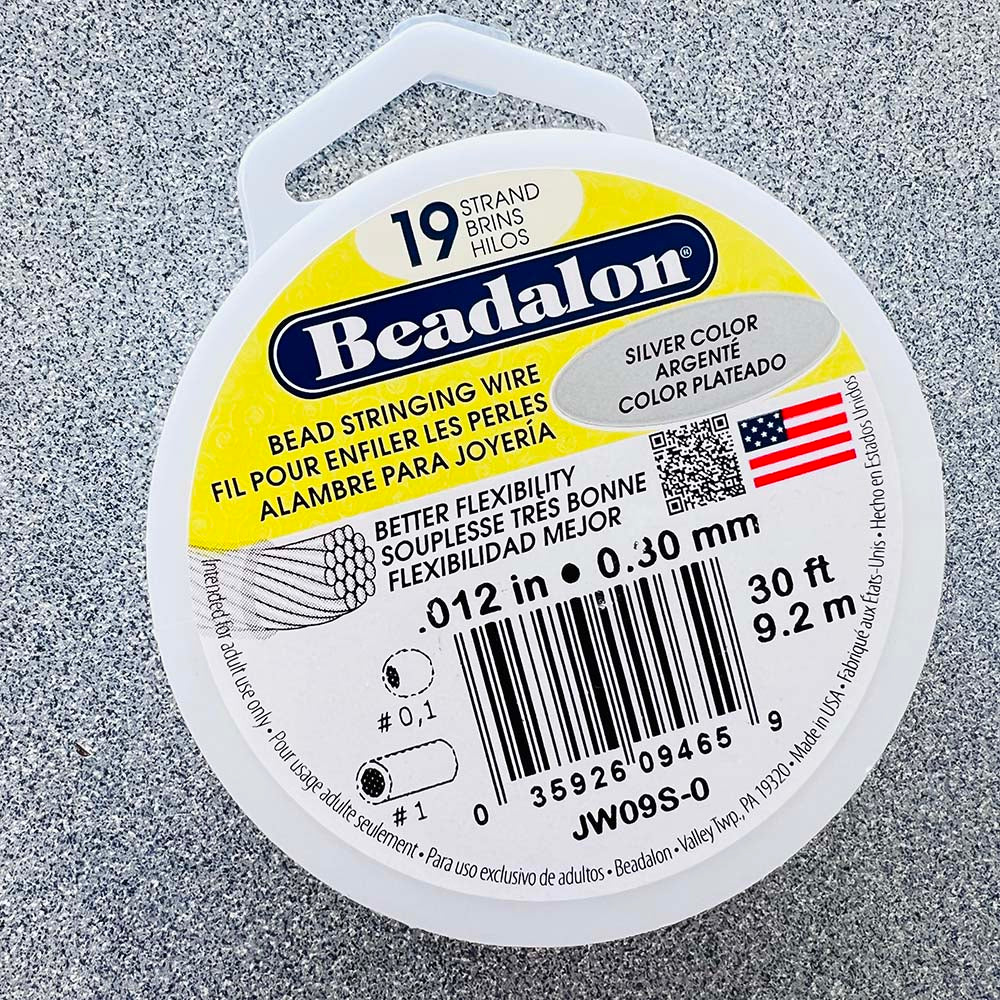 19
STRAND
BRINS
HILOS
Beadalon®
SILVER COLOR
ARGENTÉ
COLOR PLATEADO
BEAD STRINGING WIRE
FIL POUR ENFILER LES PERLES
ALAMBRE PARA JOYERÍA
BETTER FLEXIBILITY
SOUPLESSE TRÈS BONNE
FLEXIBILIDAD MEJOR
.012 in • 0.30 mm
30 ft
9.2 m
# 0,1
# 1
0 35926 09465 9
JW09S-0
Intended for adult use only • Pour usage adulte seulement • Para uso exclusivo de adultos • Beadalon • Valley Twp., PA 19320 • Made in USA • Fabriqué aux États-Unis • Hecho en Estados Unidos